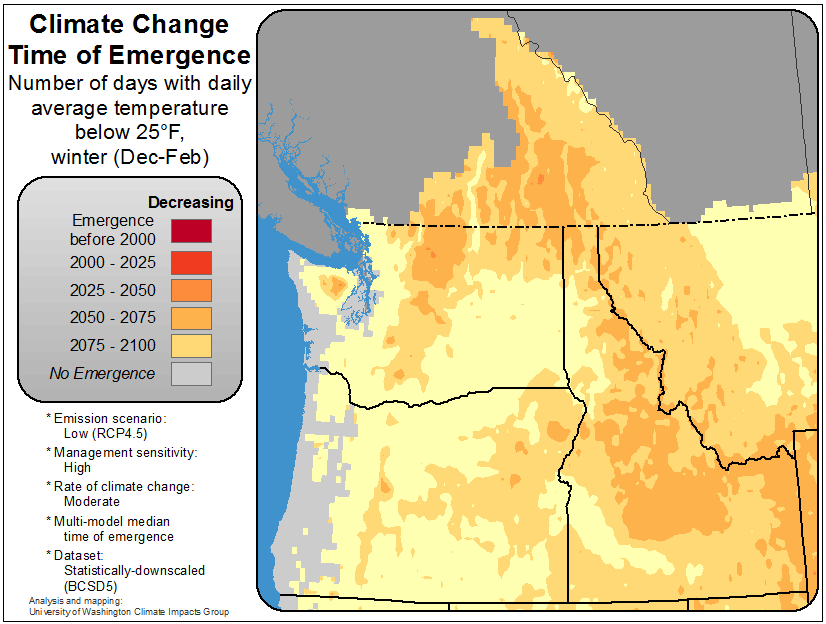 Climate Change
Time of Emergence
Number of days with daily
average temperature
below 25°F,
winter (Dec-Feb)
Decreasing
Emergence
before 2000
2000 - 2025
2025 - 2050
2050 - 2075
2075 - 2100
No Emergence
* Emission scenario:
Low (RCP4.5)
* Management sensitivity:
High
* Rate of climate change:
Moderate
* Multi-model median
time of emergence
* Dataset:
Statistically-downscaled
(BCSD5)
Analysis and mapping:
University of Washington Climate Impacts Group